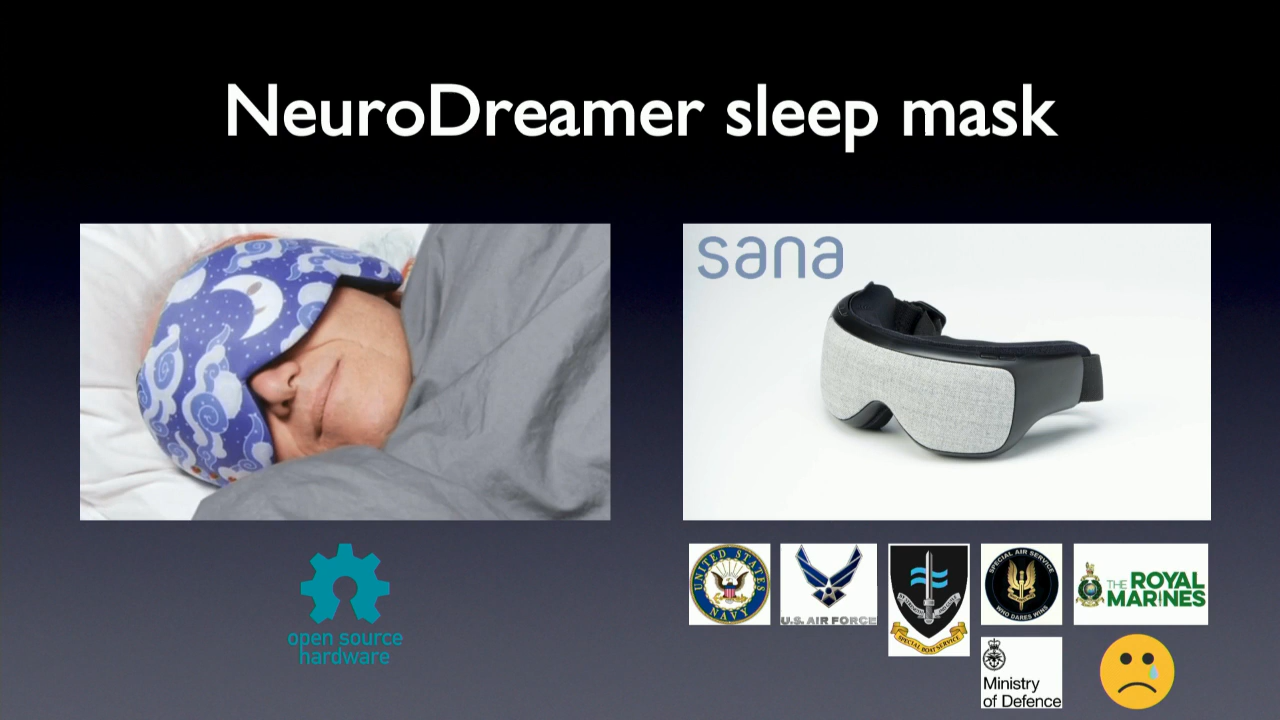 NeuroDreamer sleep mask
sana
open source
hardware
UNITED STATES
NAVY
U.S. AIR FORCE
SPECIAL BOAT SERVICE
SPECIAL AIR SERVICE
WHO DARES WINS
THE ROYAL
MARINES
Ministry
of Defence